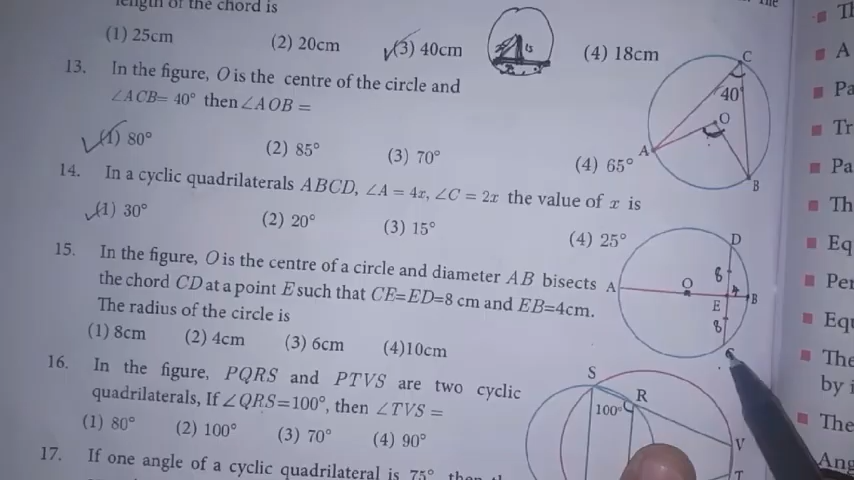 length of the chord is
(1) 25cm (2) 20cm (3) 40cm (4) 18cm
13. In the figure, O is the centre of the circle and
∠ACB= 40° then ∠AOB =
(1) 80° (2) 85° (3) 70° (4) 65°
C
40°
O
A
B
14. In a cyclic quadrilaterals ABCD, ∠A = 4x, ∠C = 2x the value of x is
(1) 30° (2) 20° (3) 15° (4) 25°
15. In the figure, O is the centre of a circle and diameter AB bisects
the chord CD at a point E such that CE=ED=8 cm and EB=4cm.
The radius of the circle is
(1) 8cm (2) 4cm (3) 6cm (4)10cm
D
8
A O 4 B
E
8
16. In the figure, PQRS and PTVS are two cyclic
quadrilaterals, If ∠QRS=100°, then ∠TVS =
(1) 80° (2) 100° (3) 70° (4) 90°
S
R
100°
V
T
17. If one angle of a cyclic quadrilateral is 75°, then
A
Pa
Tr
Pa
Th
Eq
Per
Equ
The
by i
The
Ang